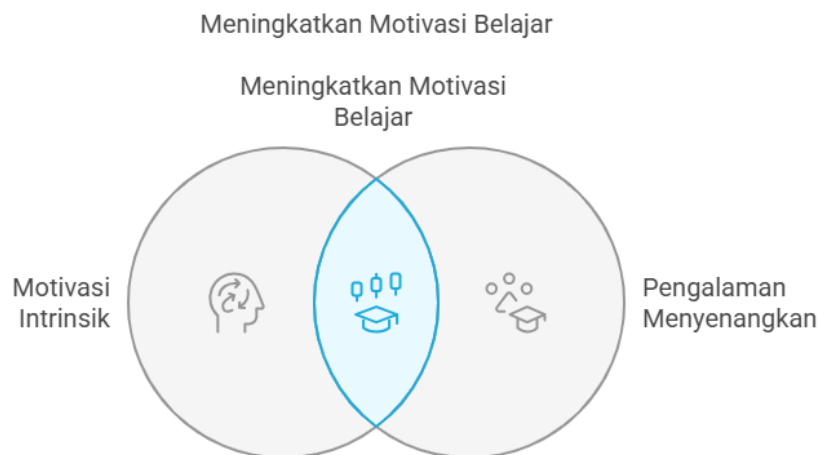 Meningkatkan Motivasi Belajar
Meningkatkan Motivasi
Belajar
Motivasi
Intrinsik
Pengalaman
Menyenangkan